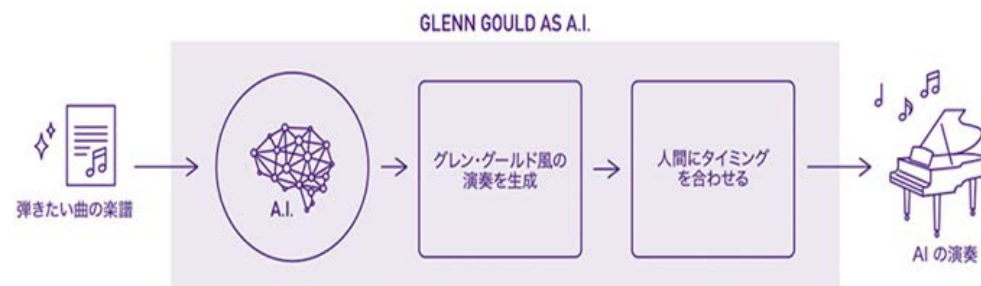 GLENN GOULD AS A.I.
弾きたい曲の楽譜
A.I.
グレン・グールド風の
演奏を生成
人間にタイミング
を合わせる
AI の演奏